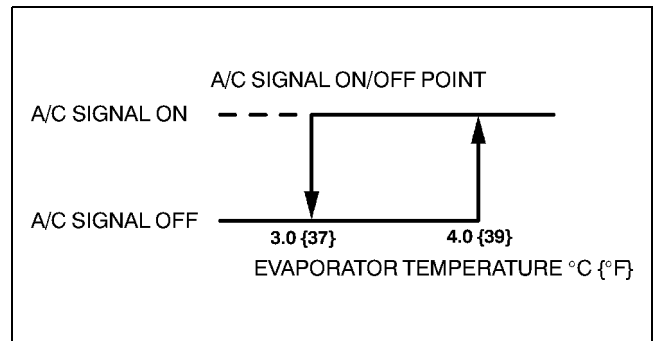 A/C SIGNAL ON/OFF POINT
A/C SIGNAL ON
A/C SIGNAL OFF
3.0 {37}
4.0 {39}
EVAPORATOR TEMPERATURE °C {°F}